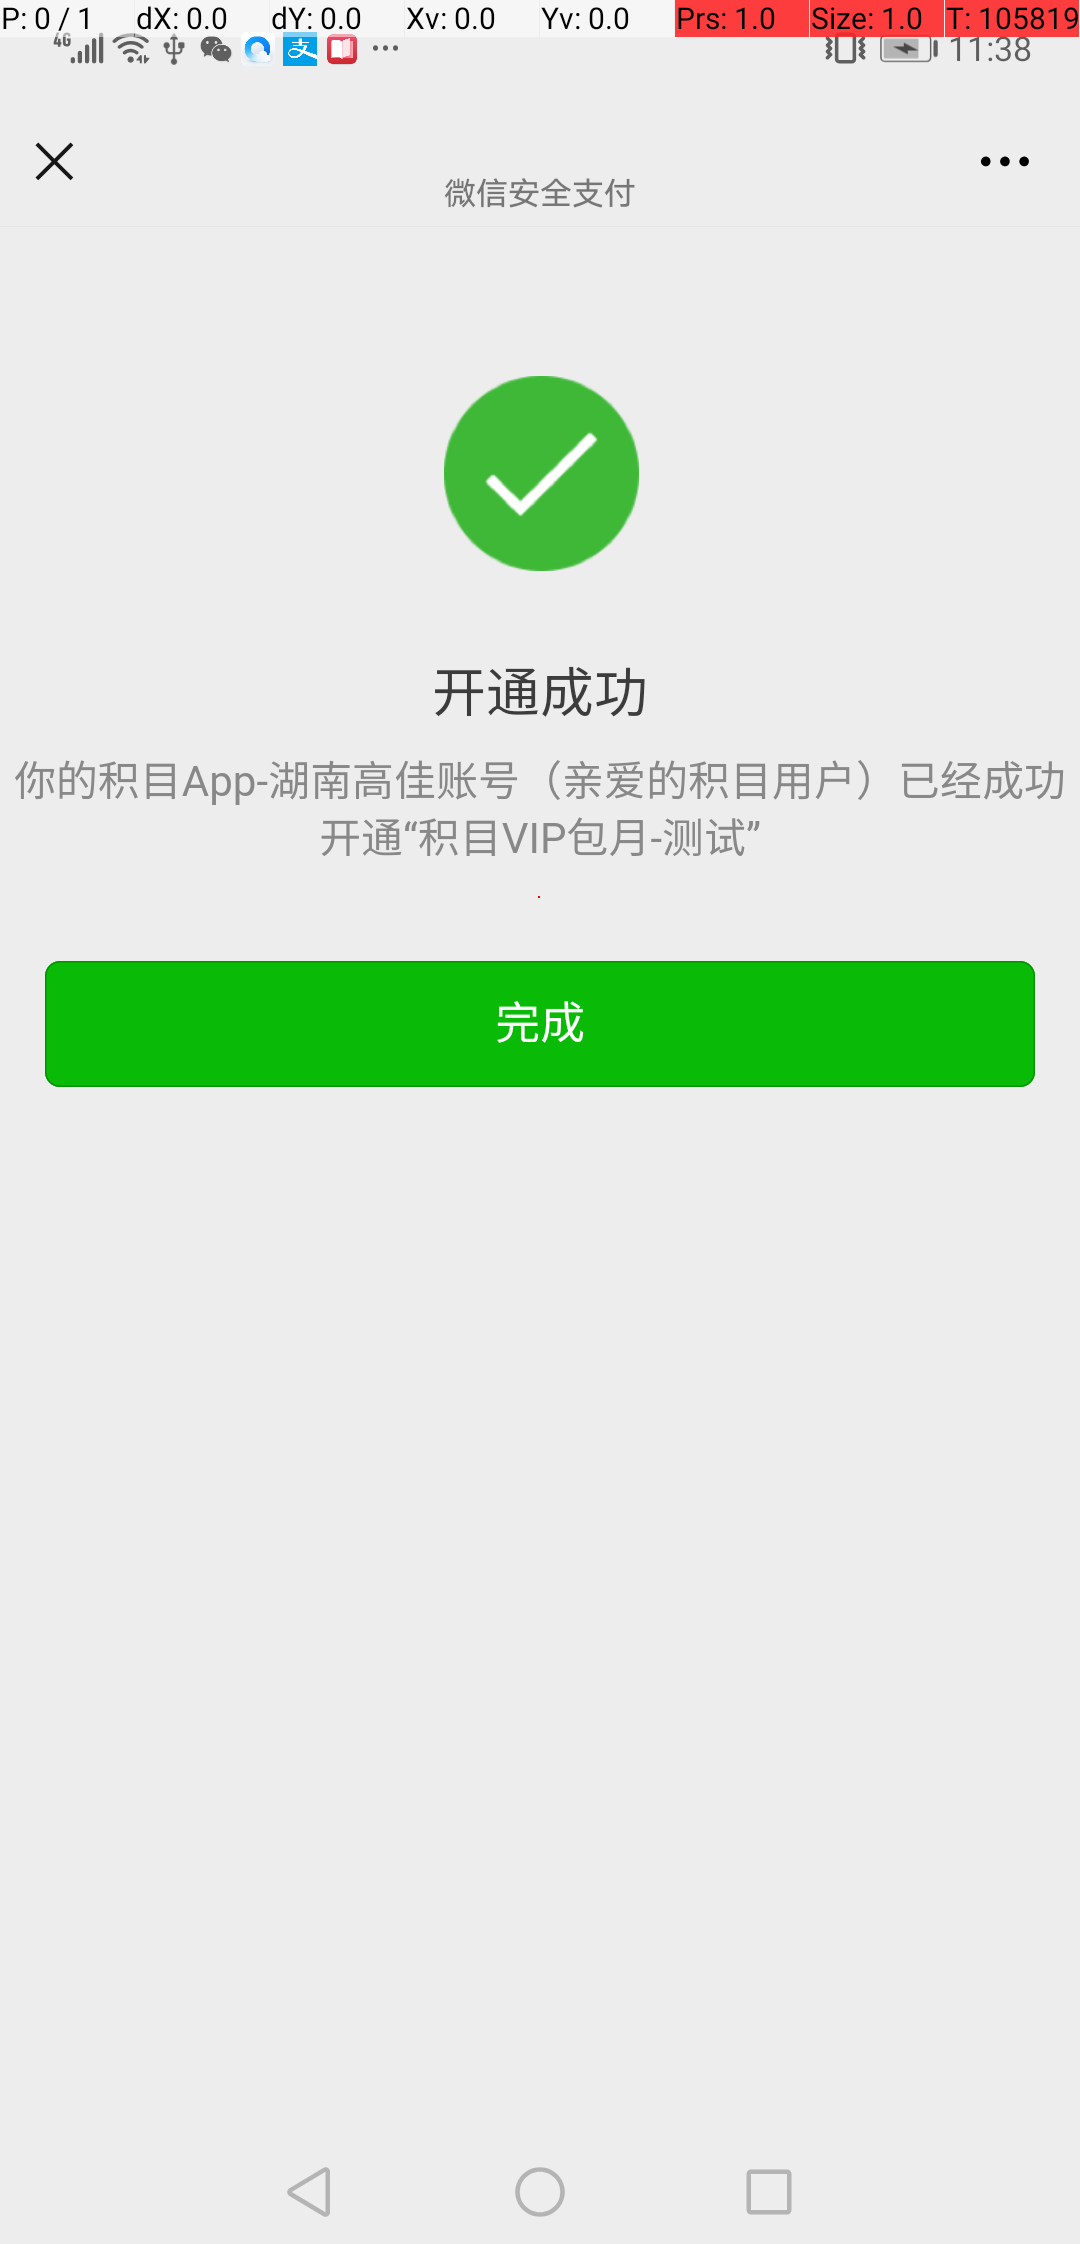 P: 0 / 1 dX: 0.0 dY: 0.0 Xv: 0.0 Yv: 0.0 Prs: 1.0 Size: 1.0 T: 105819
4G 支 11:38
微信安全支付
开通成功
你的积目App-湖南高佳账号（亲爱的积目用户）已经成功
开通“积目VIP包月-测试”
完成